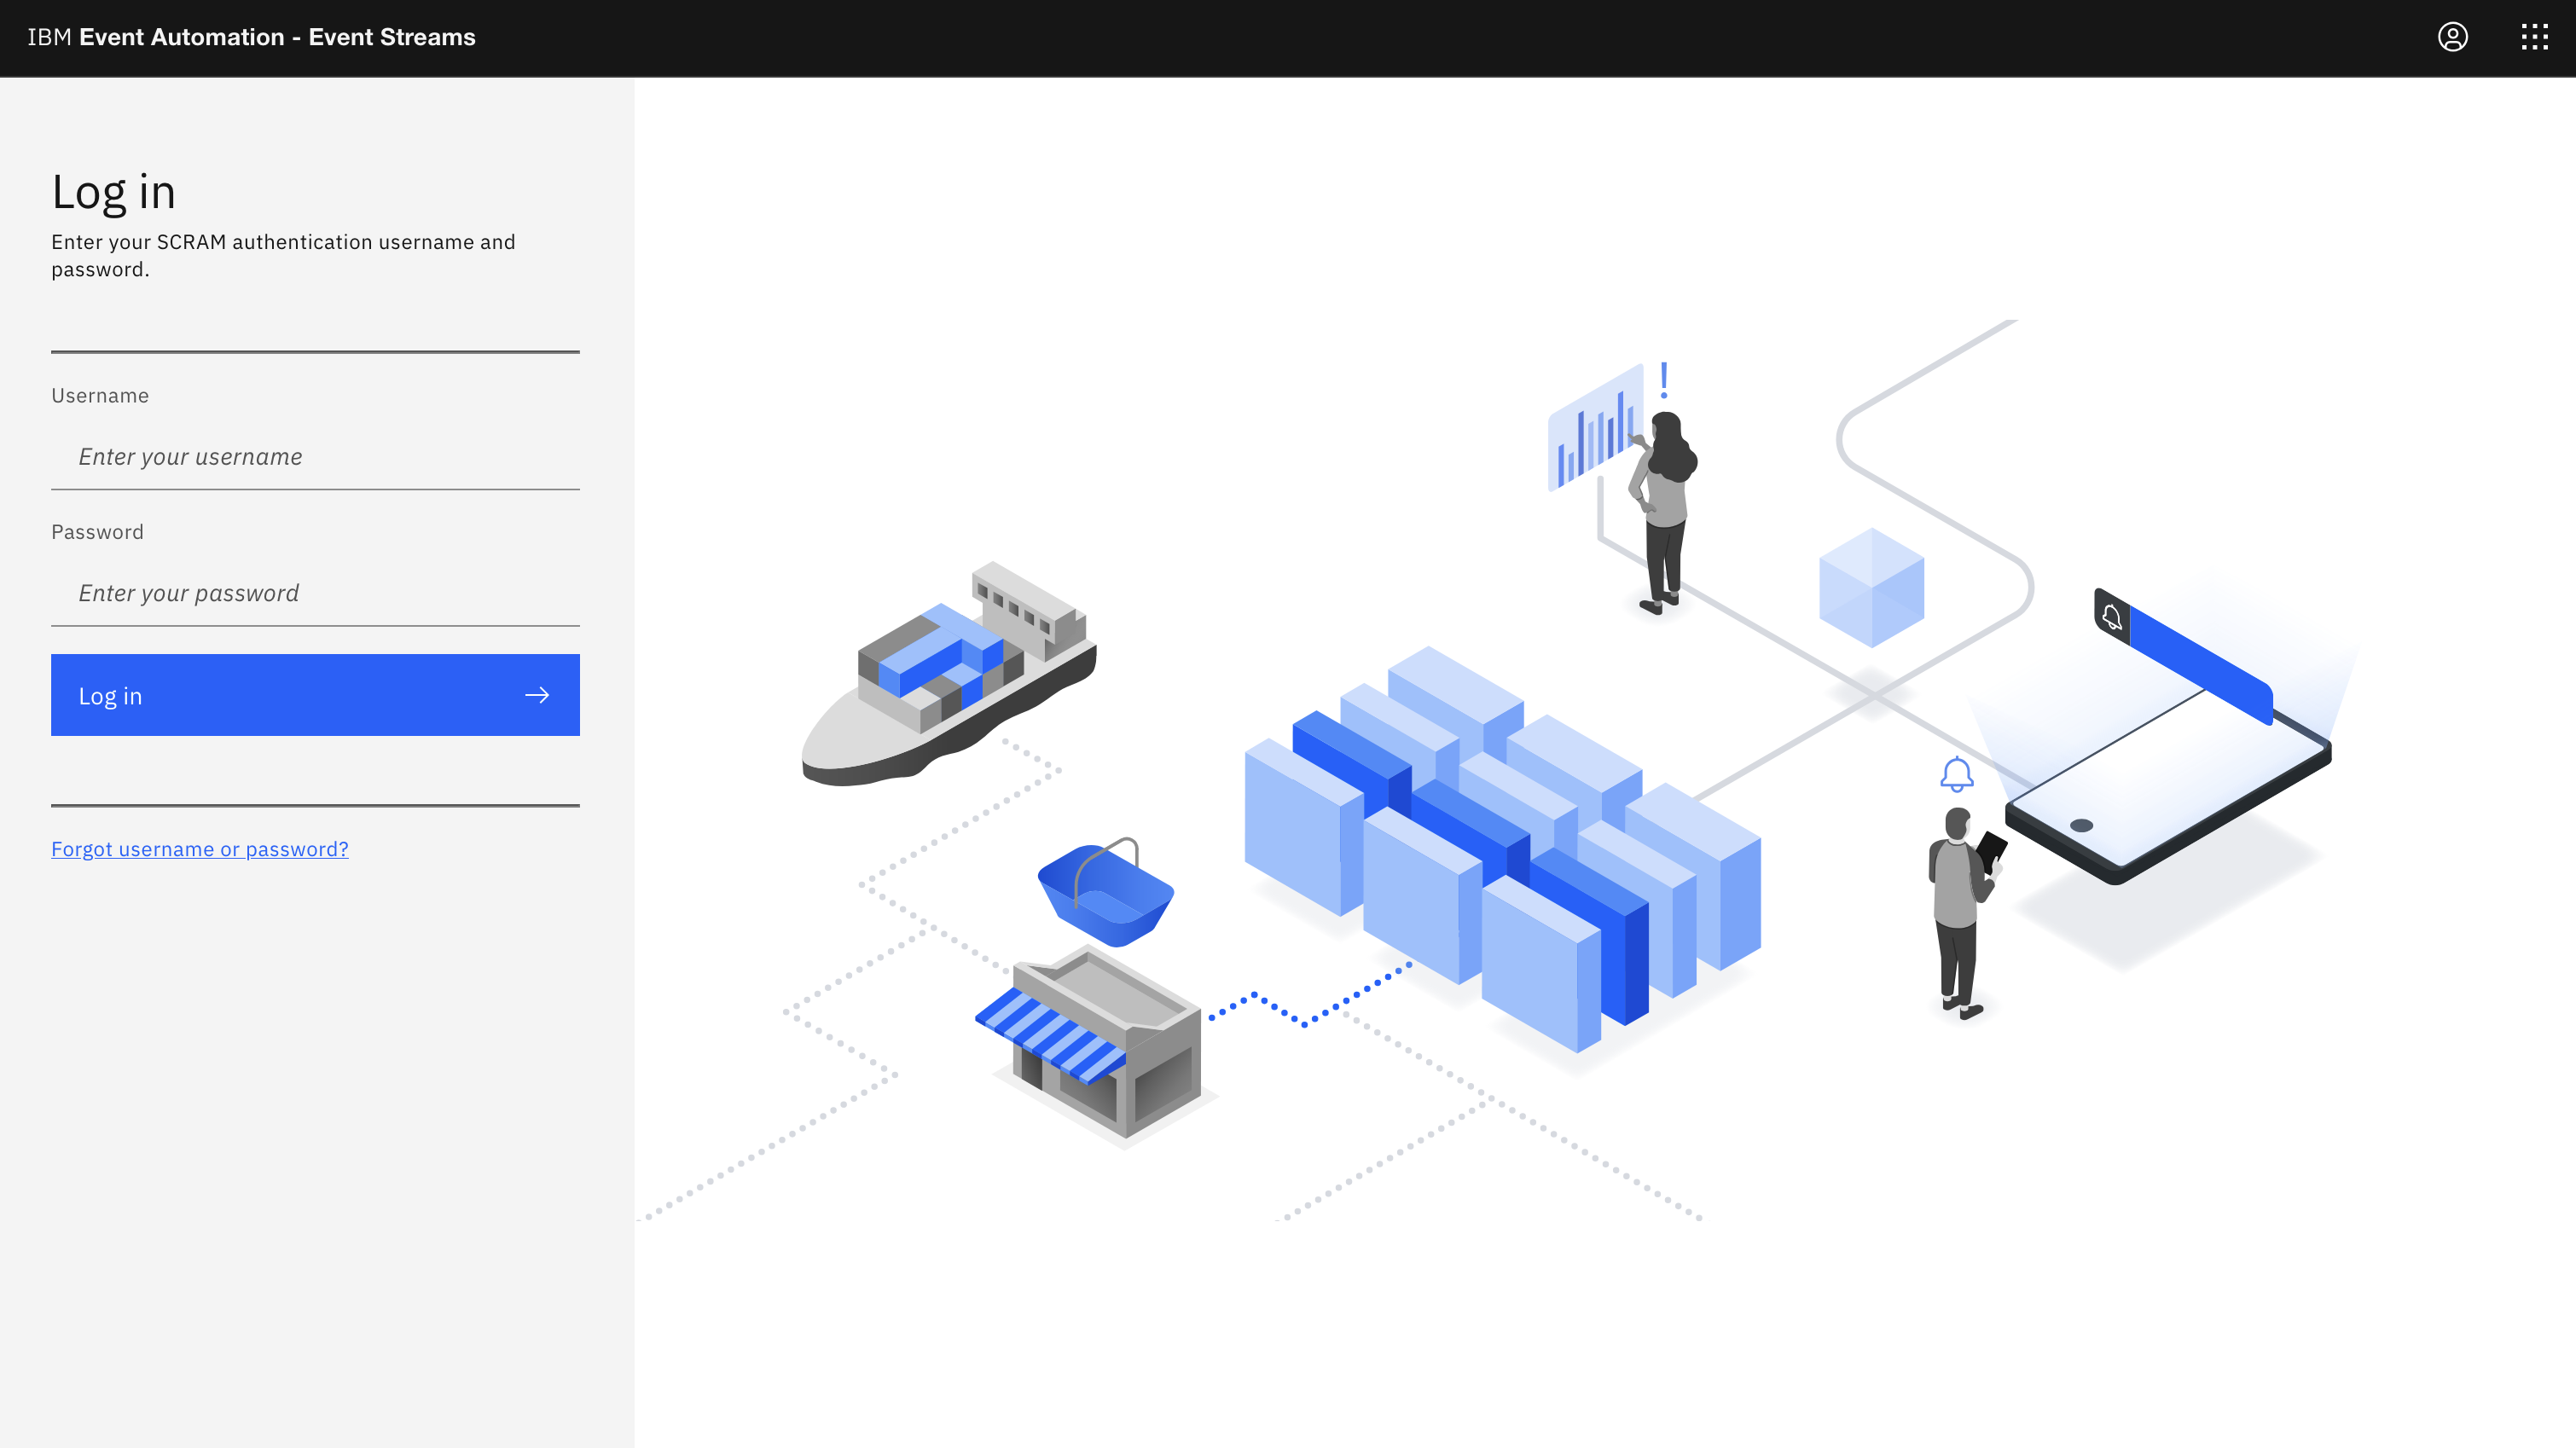 IBM Event Automation - Event Streams
Log in
Enter your SCRAM authentication username and
password.
Username
Enter your username
Password
Enter your password
Log in
Forgot username or password?
!